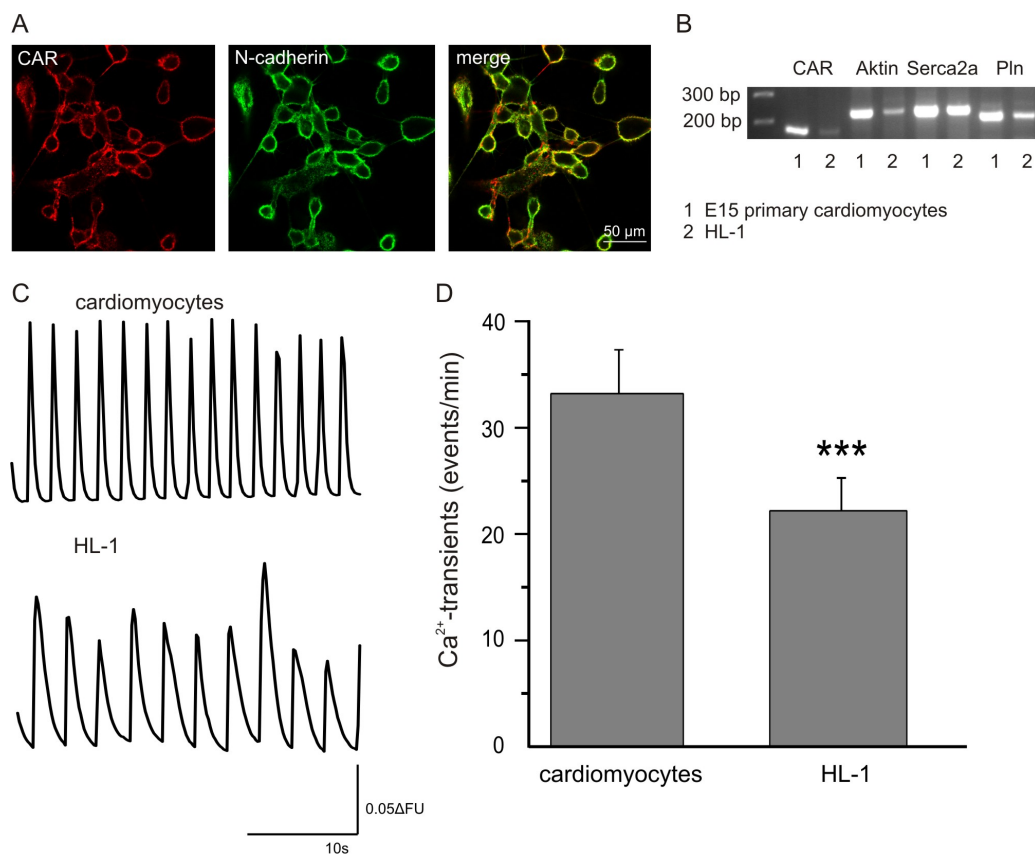 A
CAR
N-cadherin
merge
50 µm
B
CAR Aktin Serca2a Pln
300 bp
200 bp
1 2 1 2 1 2 1 2
1 E15 primary cardiomyocytes
2 HL-1
C
cardiomyocytes
HL-1
0.05ΔFU
10s
D
Ca²⁺-transients (events/min)
40
30
20
10
0
***
cardiomyocytes
HL-1